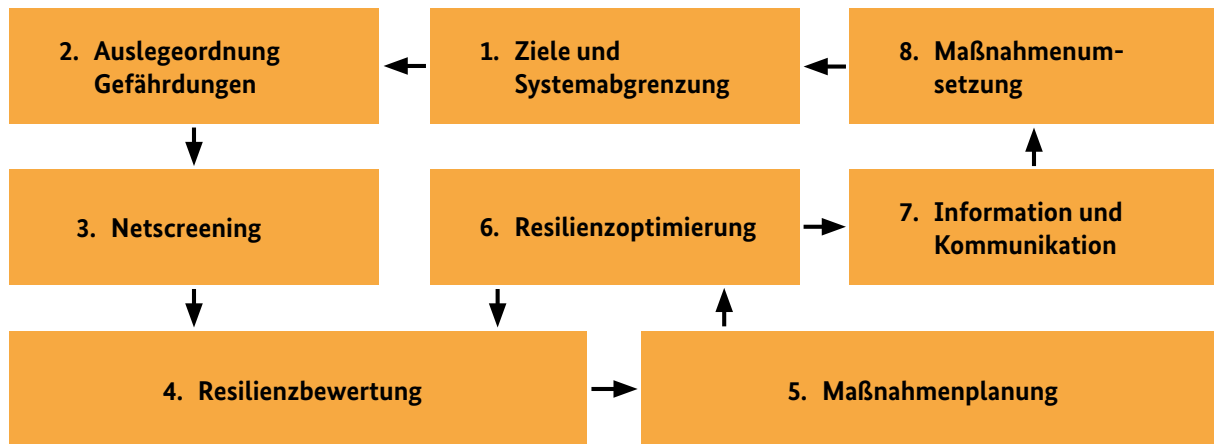 2. Auslegeordnung
Gefährdungen
1. Ziele und
Systemabgrenzung
8. Maßnahmenum-
setzung
3. Netscreening
6. Resilienzoptimierung
7. Information und
Kommunikation
4. Resilienzbewertung
5. Maßnahmenplanung